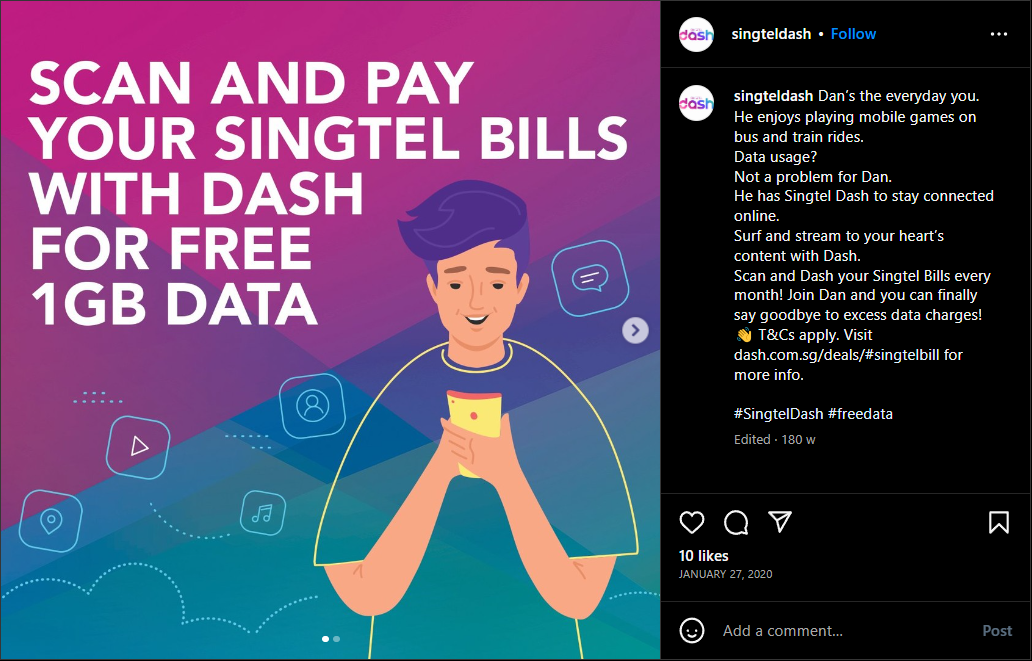 SCAN AND PAY
YOUR SINGTEL BILLS
WITH DASH
FOR FREE
1GB DATA
dash
singteldash • Follow
dash
singteldash Dan's the everyday you.
He enjoys playing mobile games on
bus and train rides.
Data usage?
Not a problem for Dan.
He has Singtel Dash to stay connected
online.
Surf and stream to your heart's
content with Dash.
Scan and Dash your Singtel Bills every
month! Join Dan and you can finally
say goodbye to excess data charges!
👋 T&Cs apply. Visit
dash.com.sg/deals/#singtelbill for
more info.
#SingtelDash #freedata
Edited · 180 w
10 likes
JANUARY 27, 2020
Add a comment...
Post